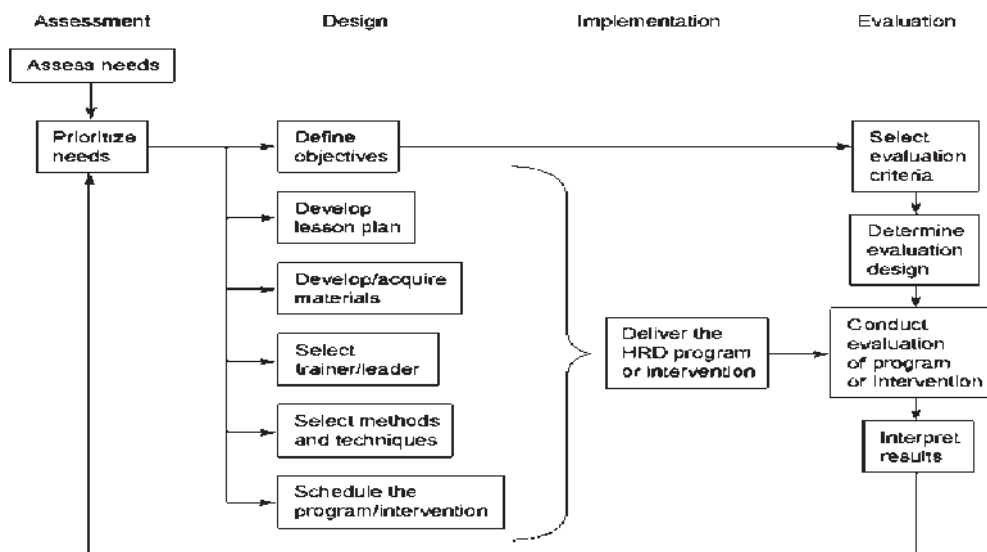 Assessment
Design
Implementation
Evaluation
Assess needs
Prioritize
needs
Define
objectives
Develop
lesson plan
Develop/acquire
materials
Select
trainer/leader
Select methods
and techniques
Schedule the
program/intervention
Deliver the
HRD program
or intervention
Select
evaluation
criteria
Determine
evaluation
design
Conduct
evaluation
of program
or intervention
Interpret
results